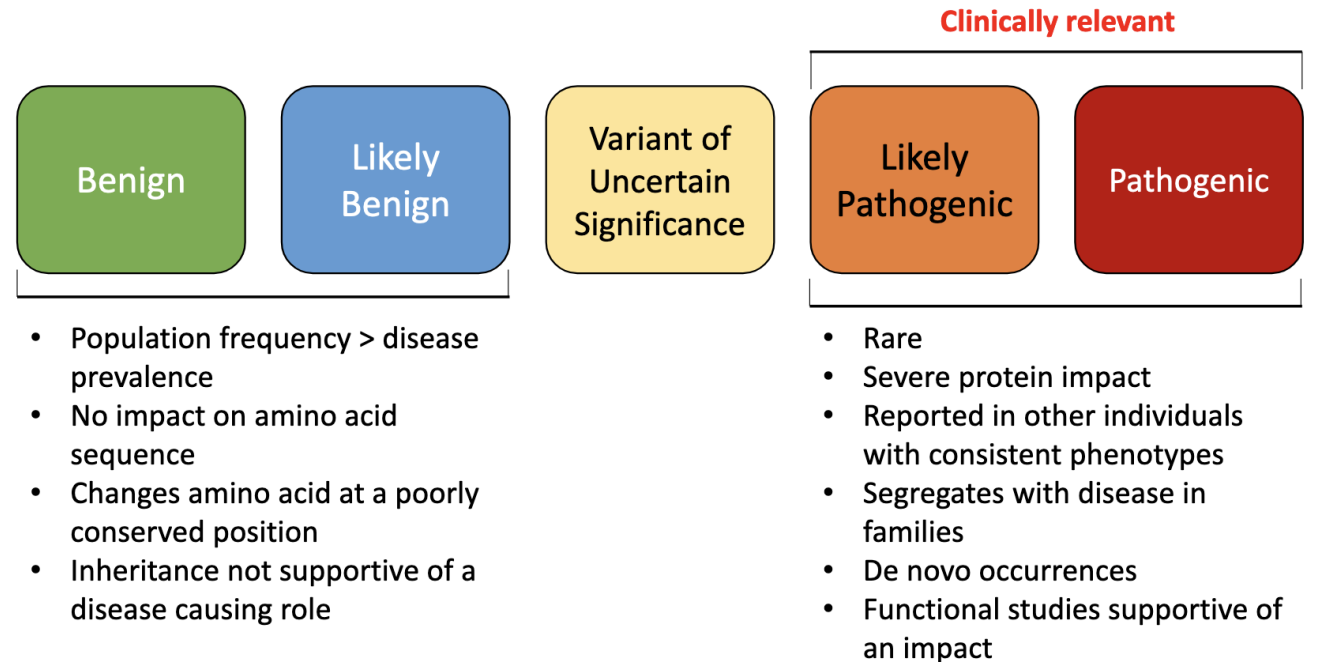 Clinically relevant
Benign
Likely
Benign
Variant of
Uncertain
Significance
Likely
Pathogenic
Pathogenic
• Population frequency > disease
prevalence
• No impact on amino acid
sequence
• Changes amino acid at a poorly
conserved position
• Inheritance not supportive of a
disease causing role
• Rare
• Severe protein impact
• Reported in other individuals
with consistent phenotypes
• Segregates with disease in
families
• De novo occurrences
• Functional studies supportive of
an impact